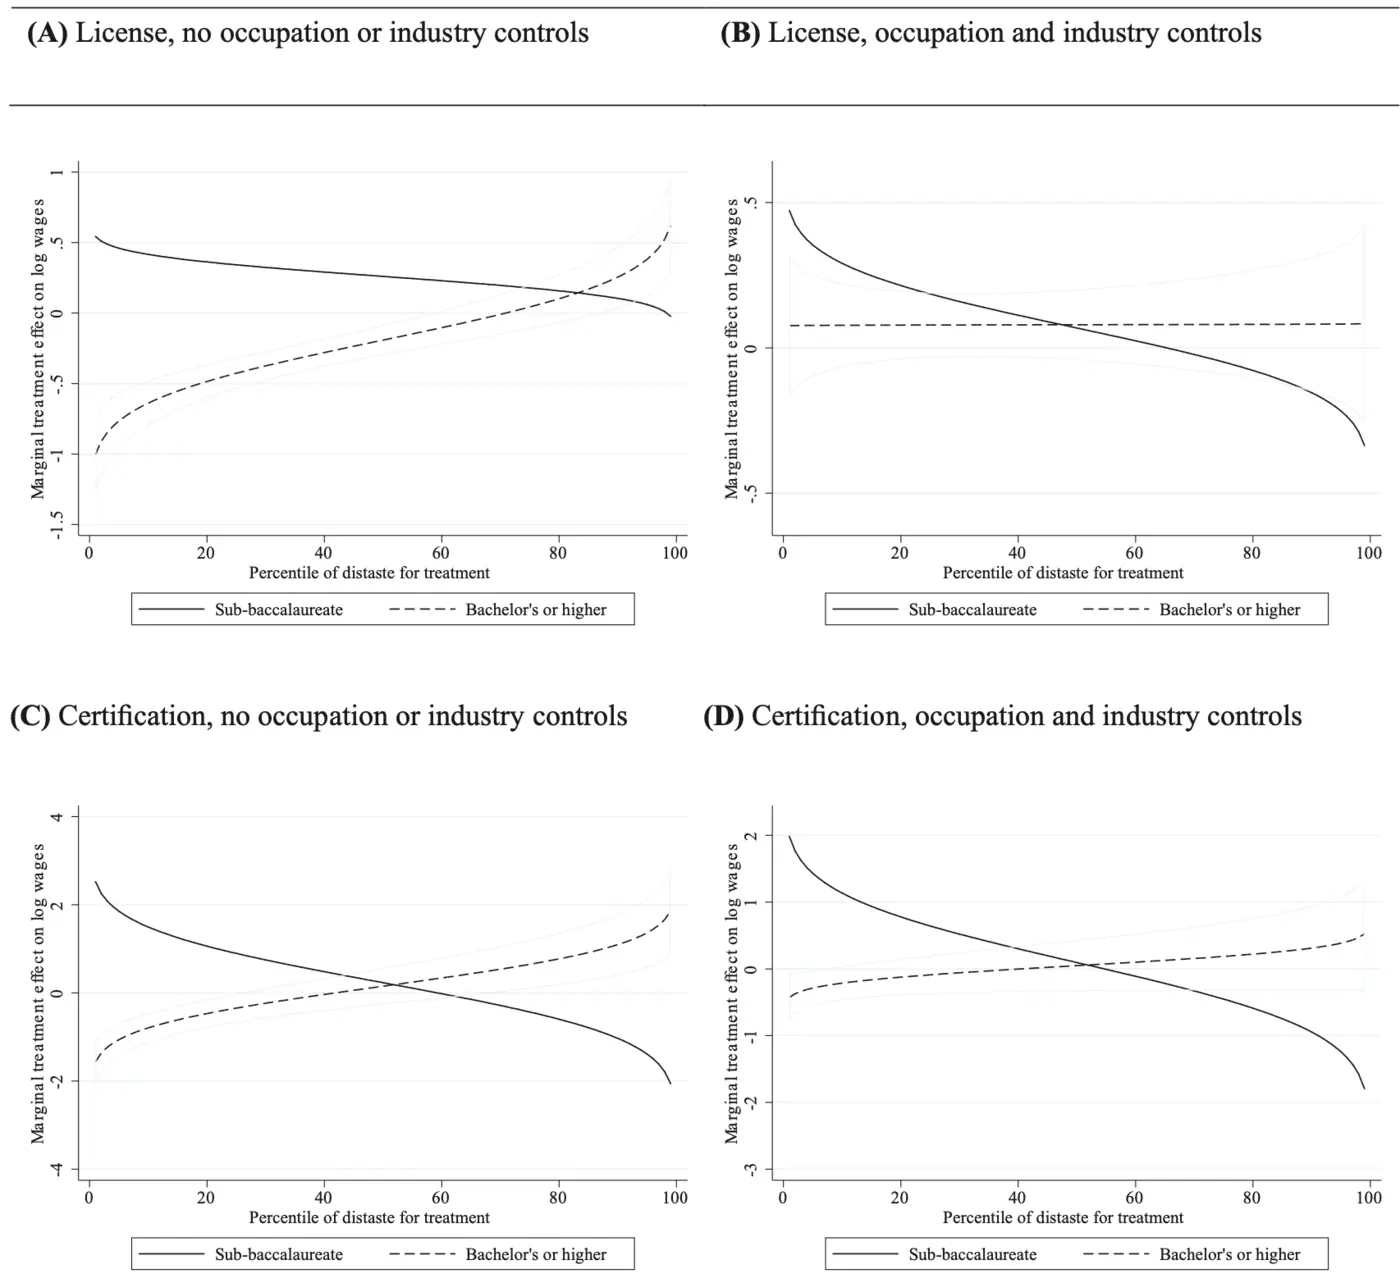 (A) License, no occupation or industry controls
(B) License, occupation and industry controls
Marginal treatment effect on log wages
1
.5
0
-.5
-1
-1.5
0 20 40 60 80 100
Percentile of distaste for treatment
Sub-baccalaureate Bachelor's or higher
Marginal treatment effect on log wages
.5
0
-.5
0 20 40 60 80 100
Percentile of distaste for treatment
Sub-baccalaureate Bachelor's or higher
(C) Certification, no occupation or industry controls
(D) Certification, occupation and industry controls
Marginal treatment effect on log wages
4
2
0
-2
-4
0 20 40 60 80 100
Percentile of distaste for treatment
Sub-baccalaureate Bachelor's or higher
Marginal treatment effect on log wages
2
1
0
-1
-2
-3
0 20 40 60 80 100
Percentile of distaste for treatment
Sub-baccalaureate Bachelor's or higher